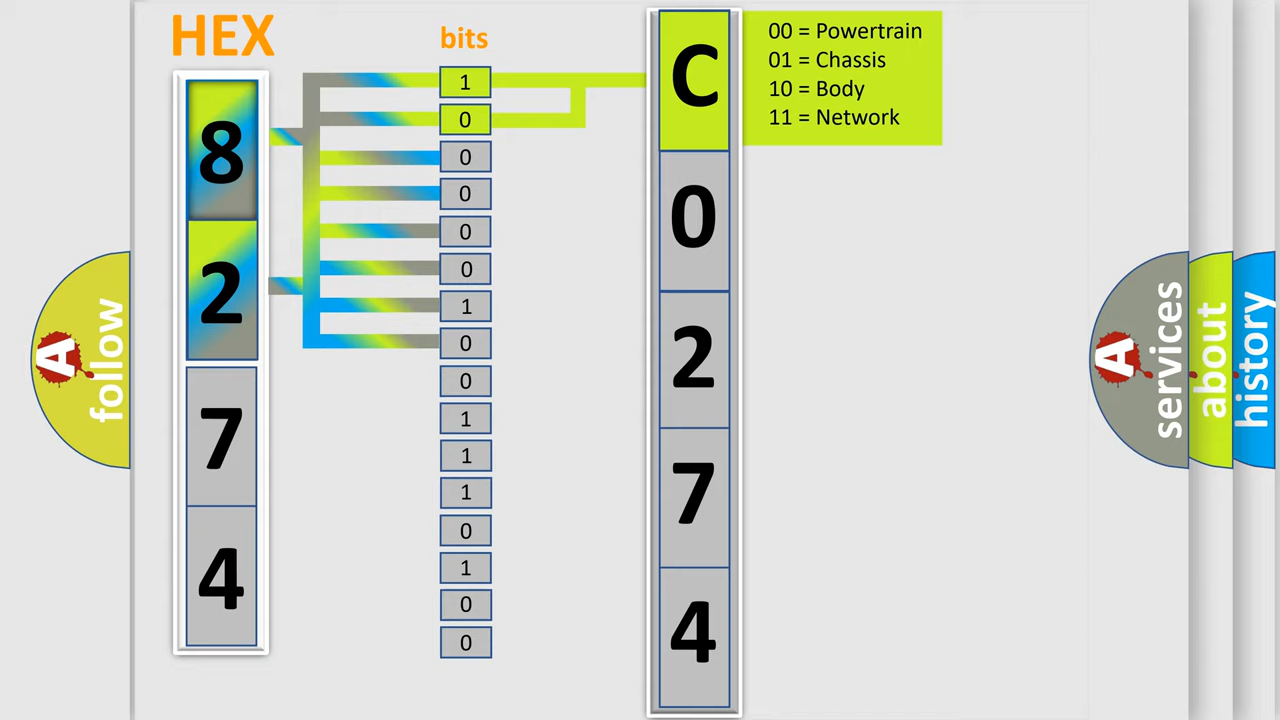 HEX
bits
8
2
7
4
1
0
0
0
0
0
1
0
0
1
1
1
0
1
0
0
C
0
2
7
4
00 = Powertrain
01 = Chassis
10 = Body
11 = Network
A
follow
A
services
about
history